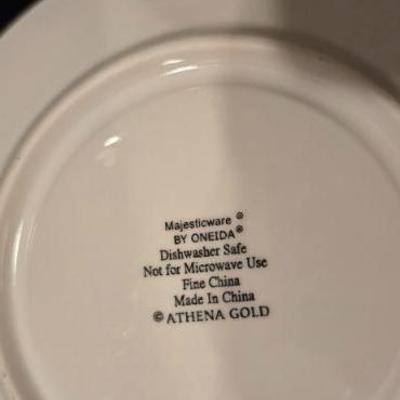 Majesticware ®
BY ONEIDA®
Dishwasher Safe
Not for Microwave Use
Fine China
Made In China
© ATHENA GOLD